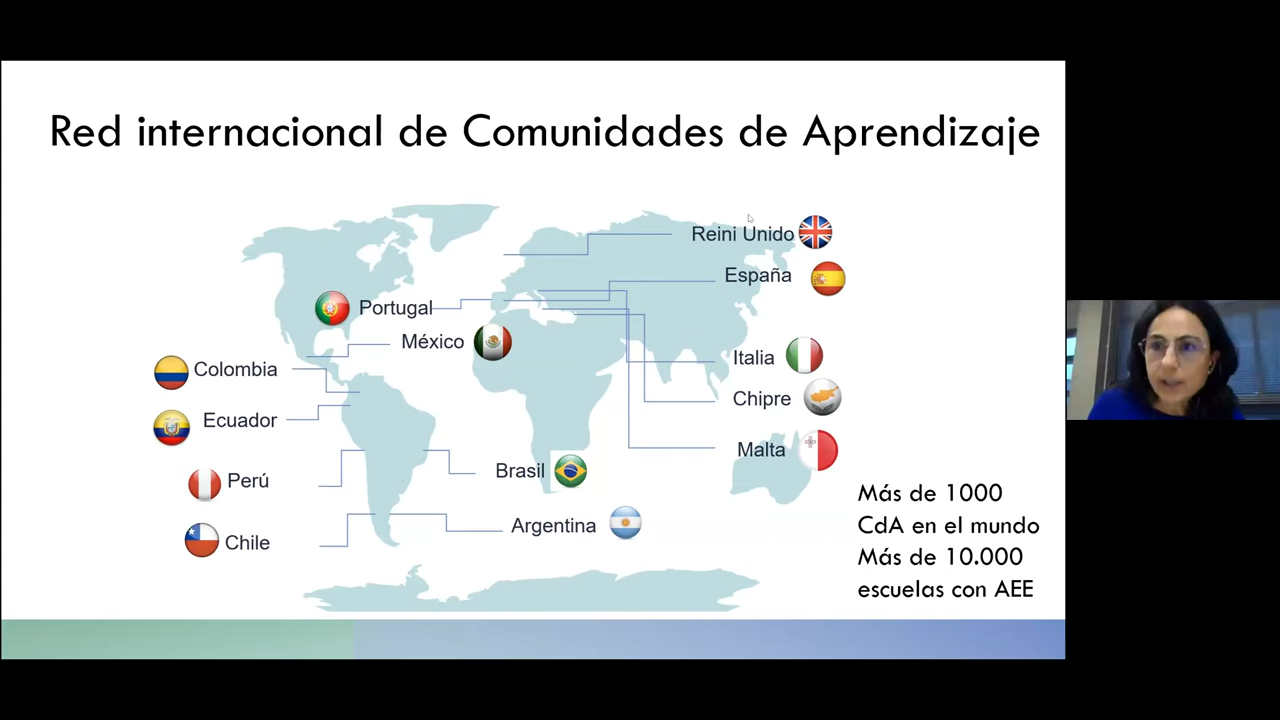 Red internacional de Comunidades de Aprendizaje
Reini Unido
España
Portugal
México
Italia
Colombia
Chipre
Ecuador
Malta
Brasil
Perú
Argentina
Chile
Más de 1000
CdA en el mundo
Más de 10.000
escuelas con AEE